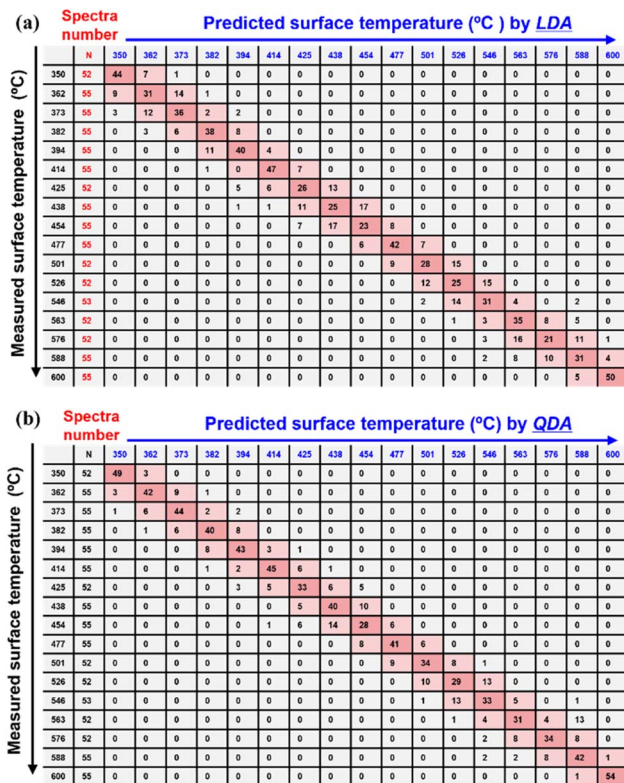 (a) Spectra number Predicted surface temperature (ºC ) by LDA
Measured surface temperature (ºC)
N 350 362 373 382 394 414 425 438 454 477 501 526 546 563 576 588 600
350 52 44 7 1 0 0 0 0 0 0 0 0 0 0 0 0 0 0
362 55 9 31 14 1 0 0 0 0 0 0 0 0 0 0 0 0 0
373 55 3 12 36 2 2 0 0 0 0 0 0 0 0 0 0 0 0
382 55 0 3 6 38 8 0 0 0 0 0 0 0 0 0 0 0 0
394 55 0 0 0 11 40 4 0 0 0 0 0 0 0 0 0 0 0
414 55 0 0 0 1 0 47 7 0 0 0 0 0 0 0 0 0 0
425 52 0 0 0 0 5 6 26 13 0 0 0 0 0 0 0 0 0
438 55 0 0 0 0 1 1 11 25 17 0 0 0 0 0 0 0 0
454 55 0 0 0 0 0 0 7 17 23 8 0 0 0 0 0 0 0
477 55 0 0 0 0 0 0 0 0 6 42 7 0 0 0 0 0 0
501 52 0 0 0 0 0 0 0 0 0 9 28 15 0 0 0 0 0
526 52 0 0 0 0 0 0 0 0 0 0 12 25 15 0 0 0 0
546 53 0 0 0 0 0 0 0 0 0 0 2 14 31 4 0 2 0
563 52 0 0 0 0 0 0 0 0 0 0 0 1 3 35 8 5 0
576 52 0 0 0 0 0 0 0 0 0 0 0 0 3 16 21 11 1
588 55 0 0 0 0 0 0 0 0 0 0 0 0 2 8 10 31 4
600 55 0 0 0 0 0 0 0 0 0 0 0 0 0 0 0 5 50
(b) Spectra number Predicted surface temperature (ºC) by QDA
Measured surface temperature (ºC)
N 350 362 373 382 394 414 425 438 454 477 501 526 546 563 576 588 600
350 52 49 3 0 0 0 0 0 0 0 0 0 0 0 0 0 0 0
362 55 3 42 9 1 0 0 0 0 0 0 0 0 0 0 0 0 0
373 55 1 6 44 2 2 0 0 0 0 0 0 0 0 0 0 0 0
382 55 0 1 6 40 8 0 0 0 0 0 0 0 0 0 0 0 0
394 55 0 0 0 8 43 3 1 0 0 0 0 0 0 0 0 0 0
414 55 0 0 0 1 2 45 6 1 0 0 0 0 0 0 0 0 0
425 52 0 0 0 0 3 5 33 6 5 0 0 0 0 0 0 0 0
438 55 0 0 0 0 0 0 5 40 10 0 0 0 0 0 0 0 0
454 55 0 0 0 0 0 1 6 14 28 6 0 0 0 0 0 0 0
477 55 0 0 0 0 0 0 0 0 8 41 6 0 0 0 0 0 0
501 52 0 0 0 0 0 0 0 0 0 9 34 8 1 0 0 0 0
526 52 0 0 0 0 0 0 0 0 0 0 10 29 13 0 0 0 0
546 53 0 0 0 0 0 0 0 0 0 0 1 13 33 5 0 1 0
563 52 0 0 0 0 0 0 0 0 0 0 0 1 4 31 4 13 0
576 52 0 0 0 0 0 0 0 0 0 0 0 0 2 8 34 8 0
588 55 0 0 0 0 0 0 0 0 0 0 0 0 2 2 8 42 1
600 55 0 0 0 0 0 0 0 0 0 0 0 0 0 0 0 1 54